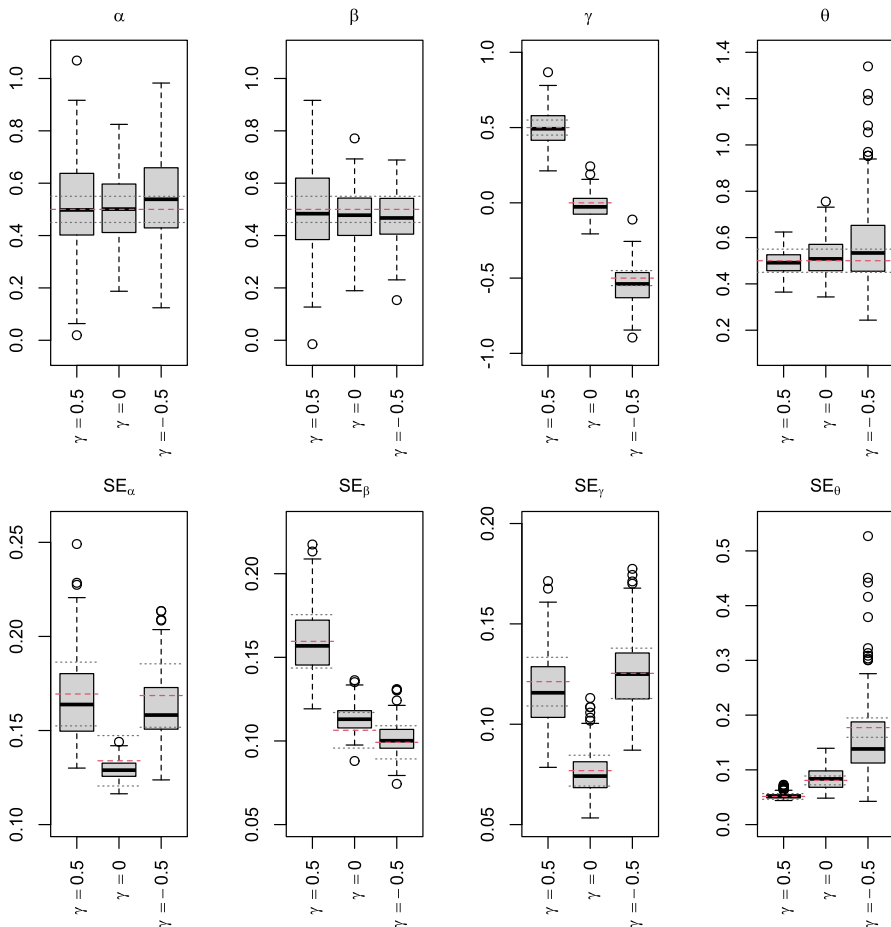 α β γ θ
0.0 0.2 0.4 0.6 0.8 1.0
γ = 0.5 γ = 0 γ = − 0.5
0.0 0.2 0.4 0.6 0.8 1.0
γ = 0.5 γ = 0 γ = − 0.5
-1.0 -0.5 0.0 0.5 1.0
γ = 0.5 γ = 0 γ = − 0.5
0.2 0.4 0.6 0.8 1.0 1.2 1.4
γ = 0.5 γ = 0 γ = − 0.5
SEα SEβ SEγ SEθ
0.10 0.15 0.20 0.25
γ = 0.5 γ = 0 γ = − 0.5
0.05 0.10 0.15 0.20
γ = 0.5 γ = 0 γ = − 0.5
0.05 0.10 0.15 0.20
γ = 0.5 γ = 0 γ = − 0.5
0.0 0.1 0.2 0.3 0.4 0.5
γ = 0.5 γ = 0 γ = − 0.5